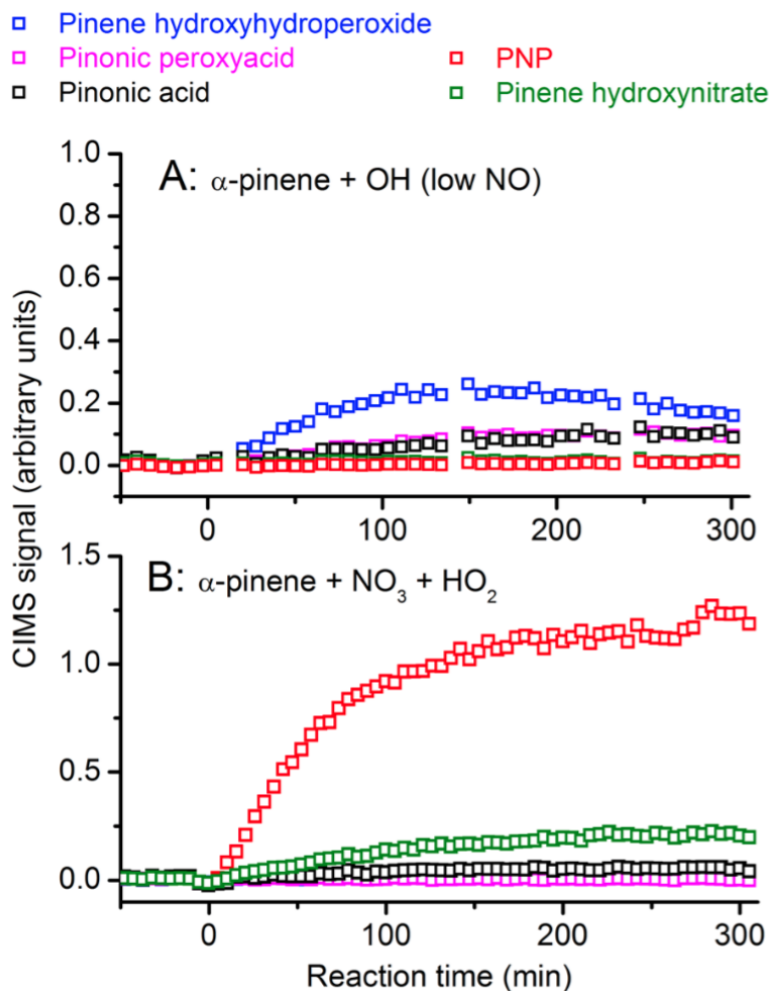 Pinene hydroxyhydroperoxide
Pinonic peroxyacid PNP
Pinonic acid Pinene hydroxynitrate
A: α-pinene + OH (low NO)
1.0
0.8
0.6
0.4
0.2
0.0
0 100 200 300
CIMS signal (arbitrary units)
B: α-pinene + NO₃ + HO₂
1.5
1.0
0.5
0.0
0 100 200 300
Reaction time (min)